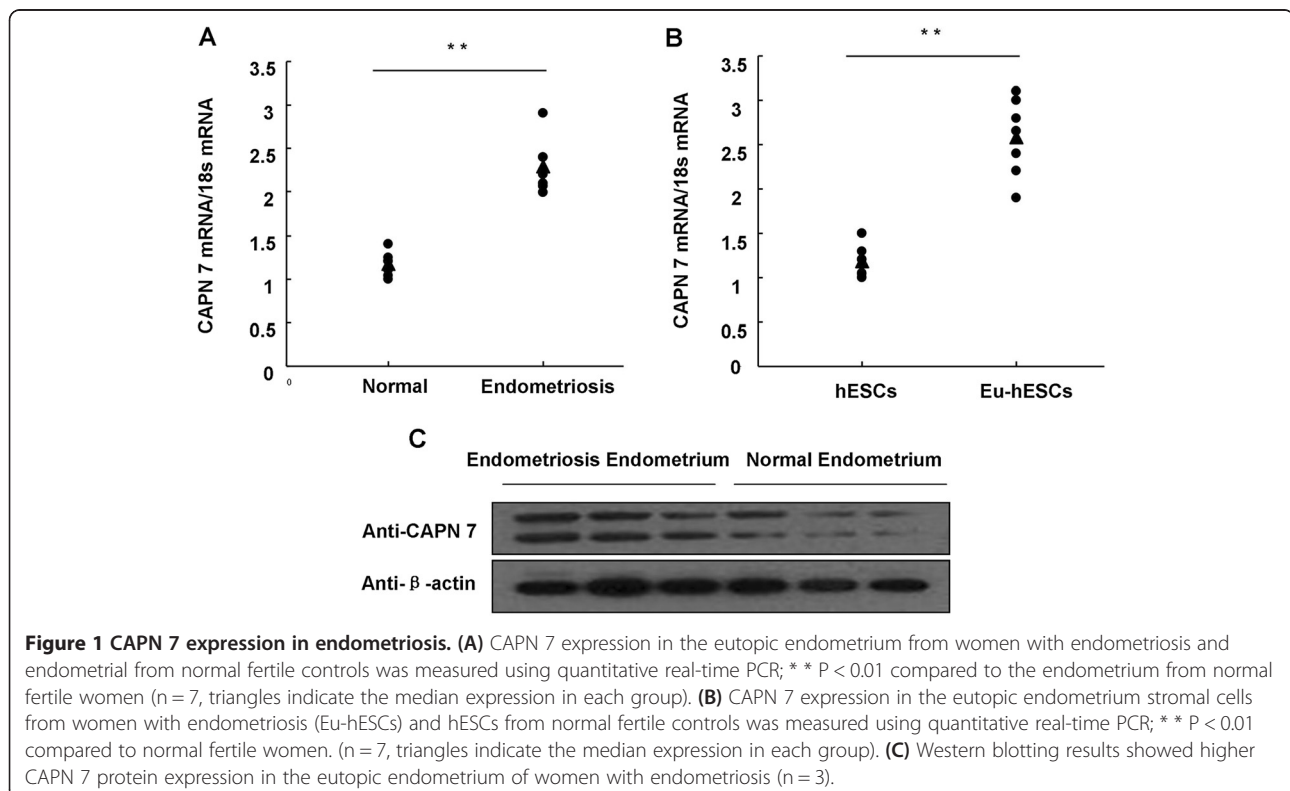 A
* *
3.5
3
2.5
2
1.5
1
0.5
0
0
CAPN 7 mRNA/18s mRNA
Normal Endometriosis
B
* *
3.5
3
2.5
2
1.5
1
0.5
0
CAPN 7 mRNA/18s mRNA
hESCs Eu-hESCs
C
Endometriosis Endometrium Normal Endometrium
Anti-CAPN 7
Anti- β -actin
Figure 1 CAPN 7 expression in endometriosis. (A) CAPN 7 expression in the eutopic endometrium from women with endometriosis and
endometrial from normal fertile controls was measured using quantitative real-time PCR; * * P < 0.01 compared to the endometrium from normal
fertile women (n = 7, triangles indicate the median expression in each group). (B) CAPN 7 expression in the eutopic endometrium stromal cells
from women with endometriosis (Eu-hESCs) and hESCs from normal fertile controls was measured using quantitative real-time PCR; * * P < 0.01
compared to normal fertile women. (n = 7, triangles indicate the median expression in each group). (C) Western blotting results showed higher
CAPN 7 protein expression in the eutopic endometrium of women with endometriosis (n = 3).